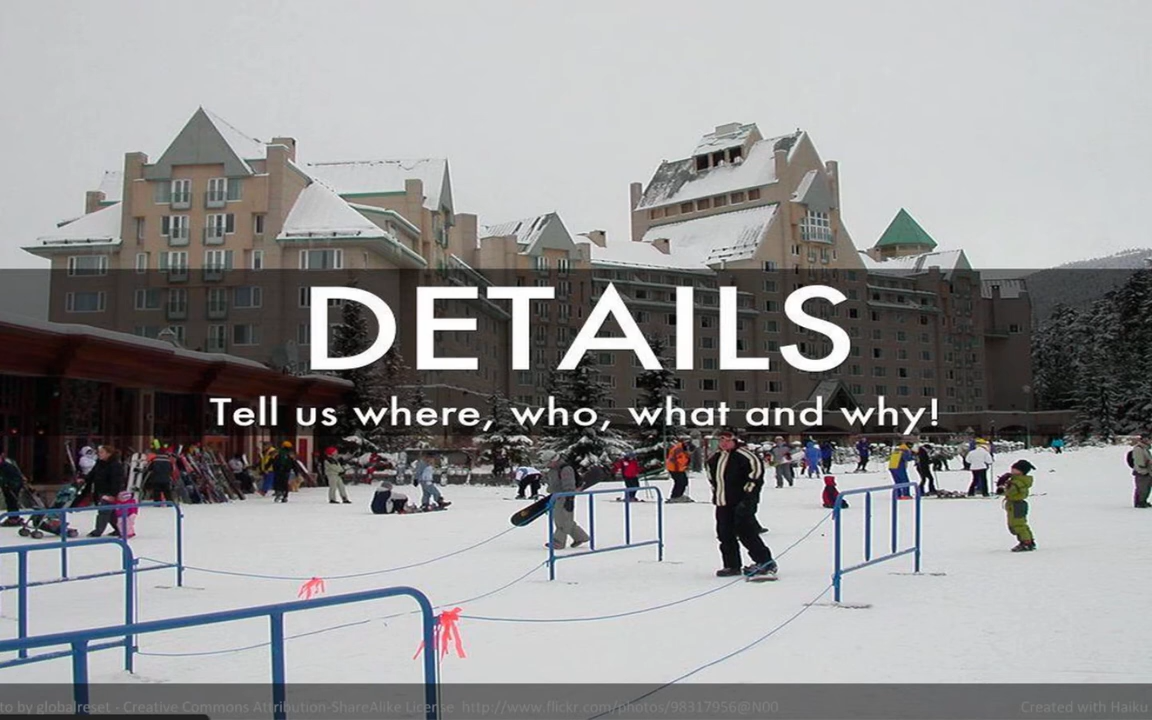 DETAILS
Tell us where, who, what and why!
to by globalreset - Creative Commons Attribution-ShareAlike License http://www.flickr.com/photos/98317956@N00
Created with Haiku